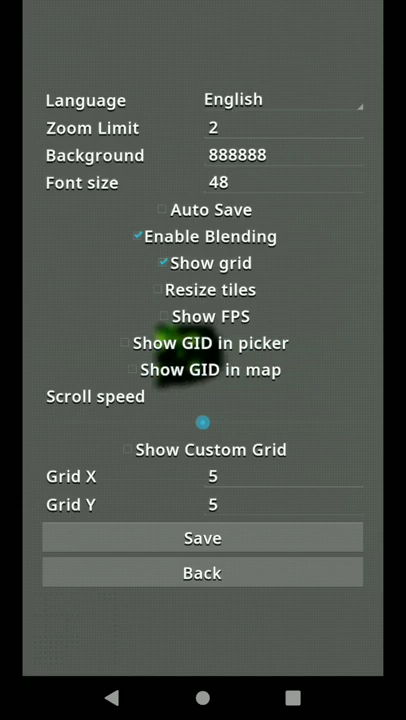 Language English
Zoom Limit 2
Background 888888
Font size 48
Auto Save
Enable Blending
Show grid
Resize tiles
Show FPS
Show GID in picker
Show GID in map
Scroll speed
Show Custom Grid
Grid X 5
Grid Y 5
Save
Back